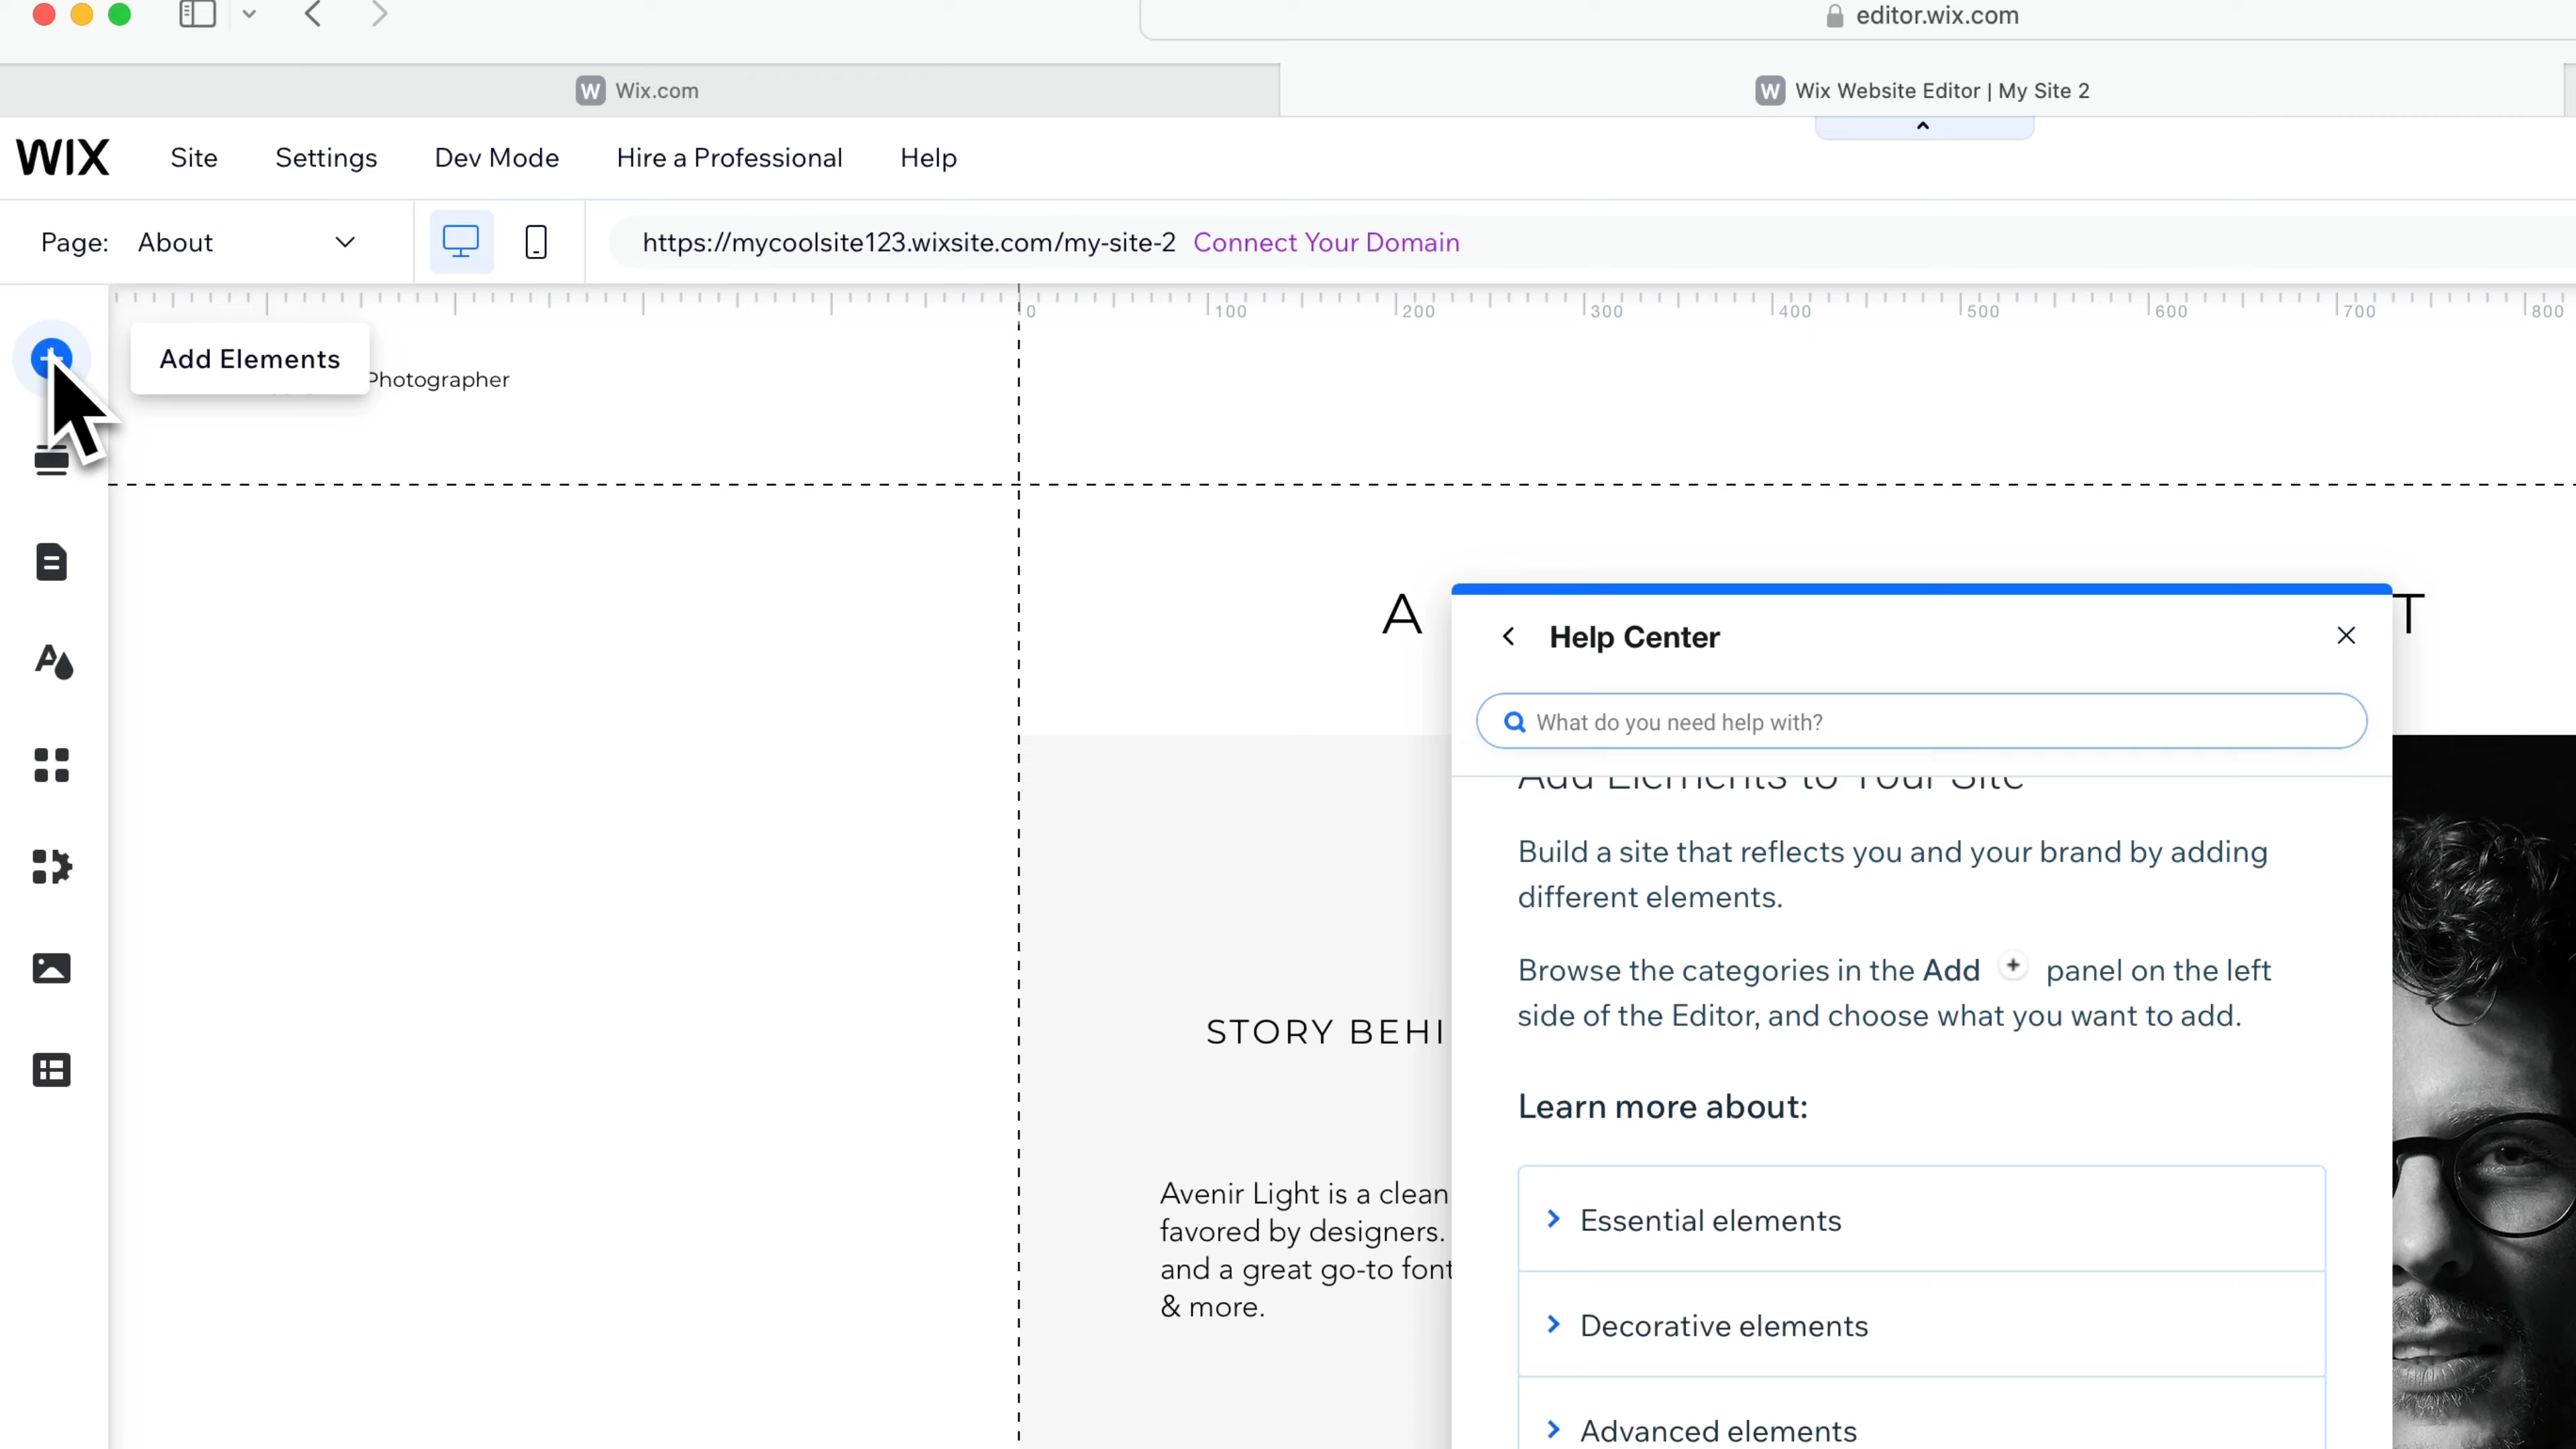 editor.wix.com
W Wix.com
W Wix Website Editor | My Site 2
WIX Site Settings Dev Mode Hire a Professional Help
Page: About
https://mycoolsite123.wixsite.com/my-site-2 Connect Your Domain
0 100 200 300 400 500 600 700 800
Add Elements
Photographer
A
T
Help Center
What do you need help with?
Add Elements to Your Site
Build a site that reflects you and your brand by adding
different elements.
Browse the categories in the Add + panel on the left
side of the Editor, and choose what you want to add.
Learn more about:
Essential elements
Decorative elements
Advanced elements
STORY BEHI
Avenir Light is a clean
favored by designers.
and a great go-to font
& more.